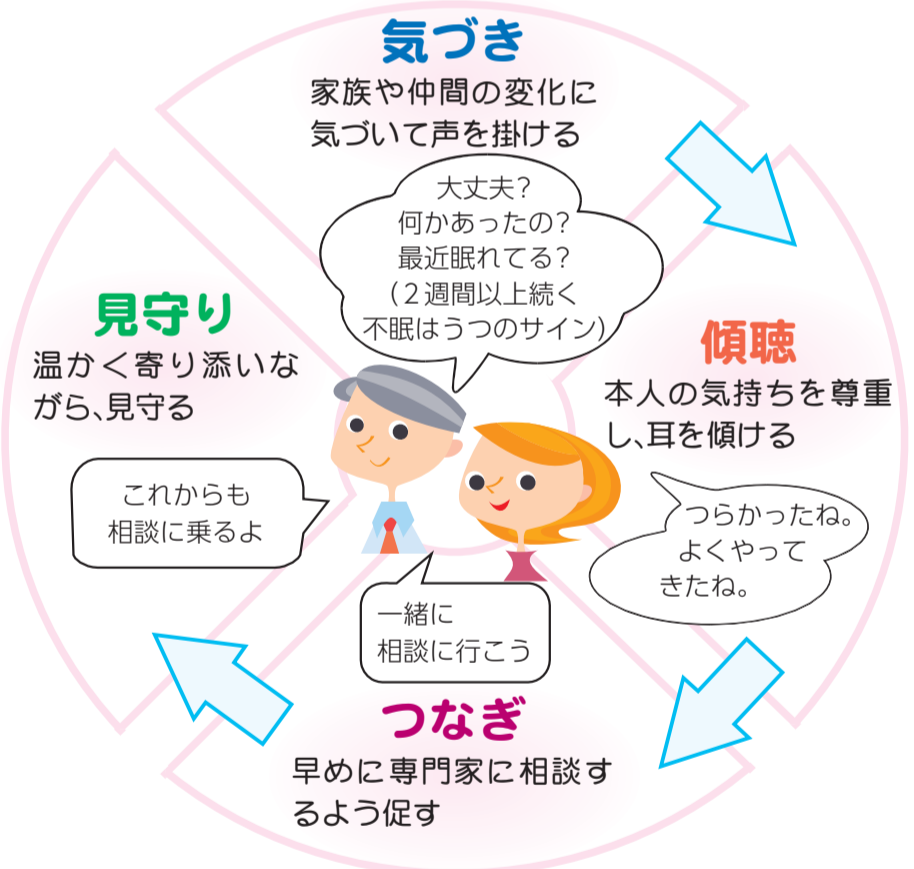 気づき
家族や仲間の変化に
気づいて声を掛ける
大丈夫?
何かあったの?
最近眠れてる?
(2週間以上続く
不眠はうつのサイン)
傾聴
本人の気持ちを尊重
し、耳を傾ける
つらかったね。
よくやって
きたね。
つなぎ
早めに専門家に相談す
るよう促す
一緒に
相談に行こう
見守り
温かく寄り添いな
がら、見守る
これからも
相談に乗るよ